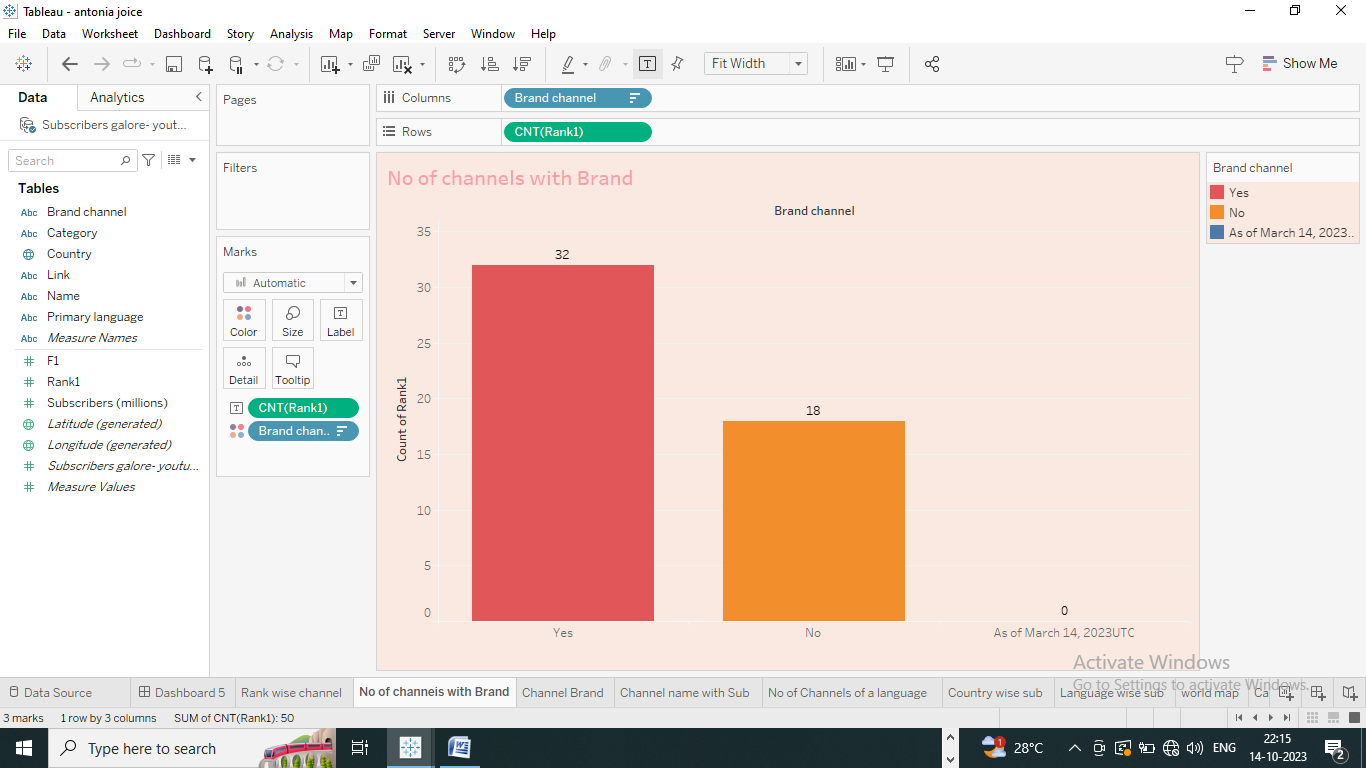 Tableau - antonia joice
File Data Worksheet Dashboard Story Analysis Map Format Server Window Help
Fit Width
Show Me
Data Analytics
Subscribers galore- yout...
Search
Tables
Abc Brand channel
Abc Category
Country
Abc Link
Abc Name
Abc Primary language
Abc Measure Names
F1
Rank1
Subscribers (millions)
Latitude (generated)
Longitude (generated)
Subscribers galore- youtu...
Measure Values
Pages
Filters
Marks
Automatic
Color Size Label
Detail Tooltip
CNT(Rank1)
Brand chan..
Columns Brand channel
Rows CNT(Rank1)
No of channels with Brand
Brand channel
Count of Rank1
35
30
25
20
15
10
5
0
32
18
0
Yes No As of March 14, 2023UTC
Brand channel
Yes
No
As of March 14, 2023..
Activate Windows
Go to Settings to activate Windows.
Data Source Dashboard 5 Rank wise channel No of channels with Brand Channel Brand Channel name with Sub No of Channels of a language Country wise sub Language wise sub world map Ca
3 marks 1 row by 3 columns SUM of CNT(Rank1): 50
Type here to search
1
28°C
ENG
22:15
14-10-2023
2